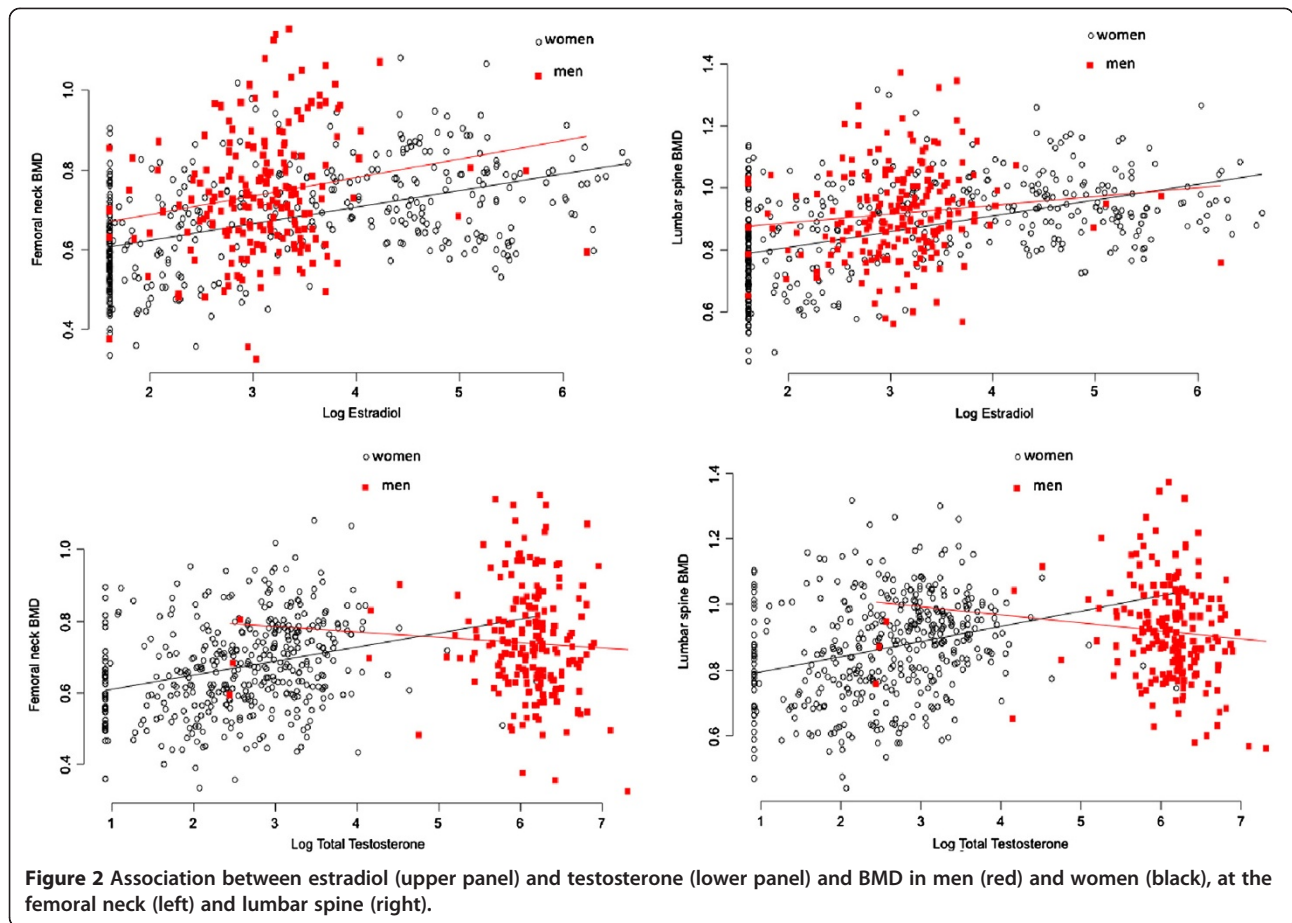 women
men
Femoral neck BMD
1.0
0.8
0.6
0.4
2 3 4 5 6
Log Estradiol
women
men
Lumbar spine BMD
1.4
1.2
1.0
0.8
0.6
2 3 4 5 6
Log Estradiol
women
men
Femoral neck BMD
1.0
0.8
0.6
0.4
1 2 3 4 5 6 7
Log Total Testosterone
women
men
Lumbar spine BMD
1.4
1.2
1.0
0.8
0.6
1 2 3 4 5 6 7
Log Total Testosterone
Figure 2 Association between estradiol (upper panel) and testosterone (lower panel) and BMD in men (red) and women (black), at the
femoral neck (left) and lumbar spine (right).